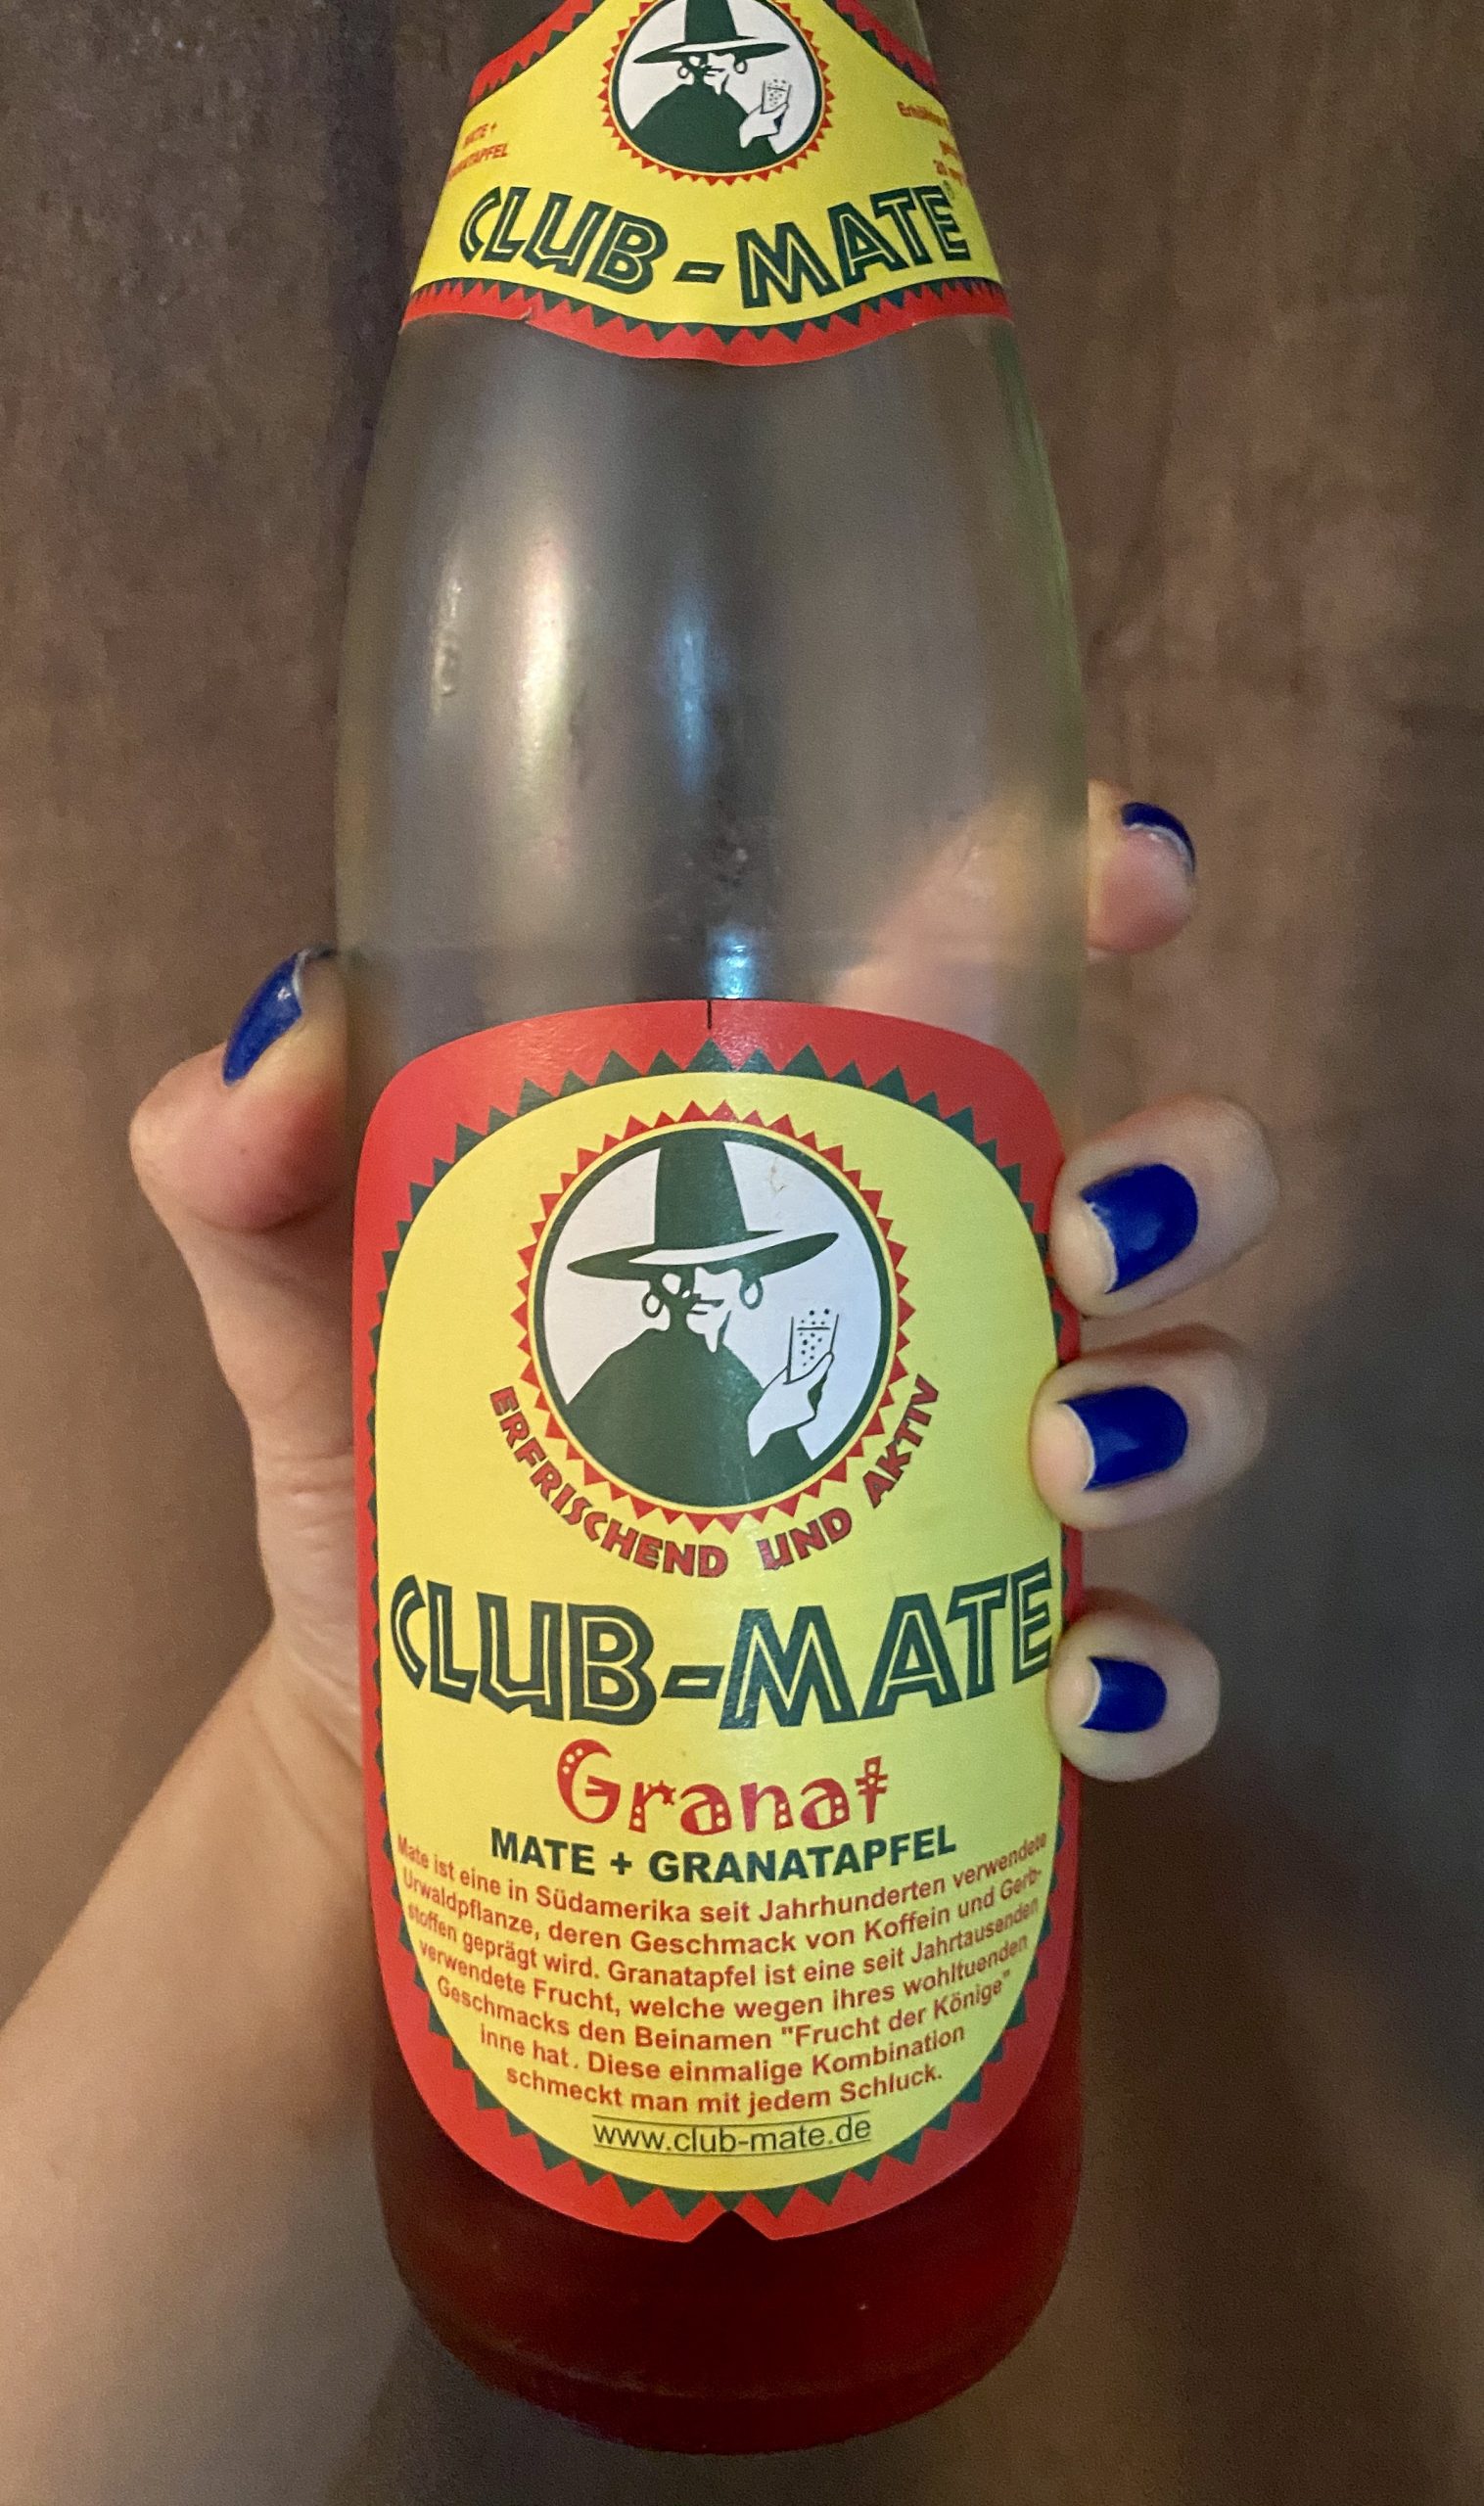 MATE +
GRANATAPFEL
CLUB-MATE®
ERFRISCHEND UND AKTIV
CLUB-MATE
Granat
MATE + GRANATAPFEL
Mate ist eine in Südamerika seit Jahrhunderten verwendete
Urwaldpflanze, deren Geschmack von Koffein und Gerb-
stoffen geprägt wird. Granatapfel ist eine seit Jahrtausenden
verwendete Frucht, welche wegen ihres wohltuenden
Geschmacks den Beinamen "Frucht der Könige"
inne hat. Diese einmalige Kombination
schmeckt man mit jedem Schluck.
www.club-mate.de